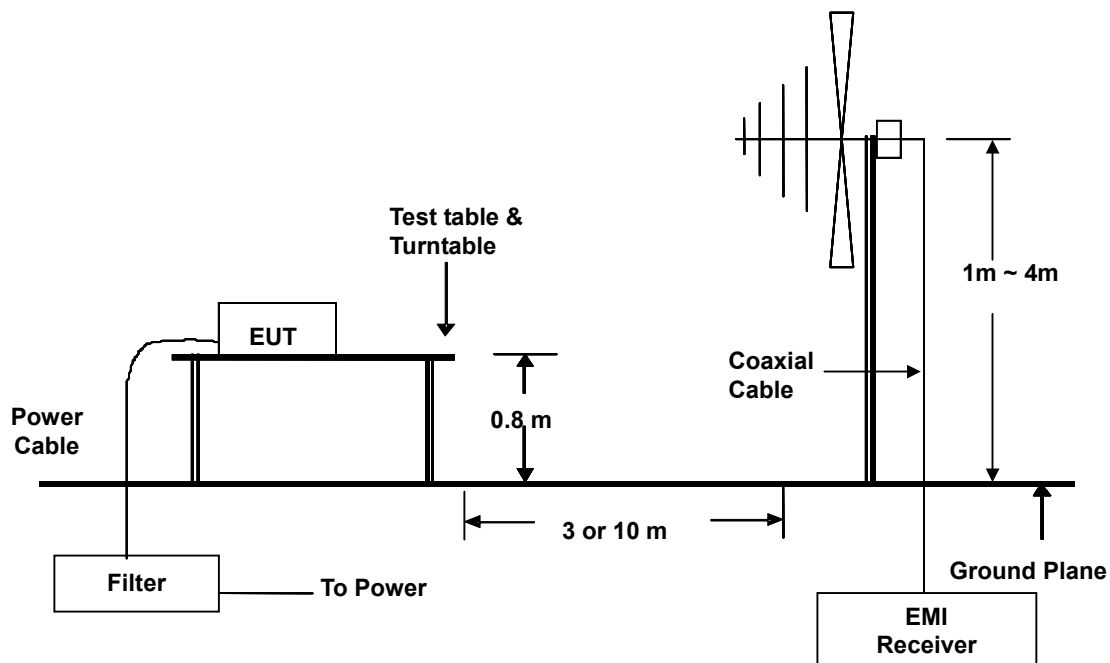 Test table &
Turntable
1m ~ 4m
EUT
Coaxial
Cable
0.8 m
Power
Cable
3 or 10 m
Filter
To Power
Ground Plane
EMI
Receiver